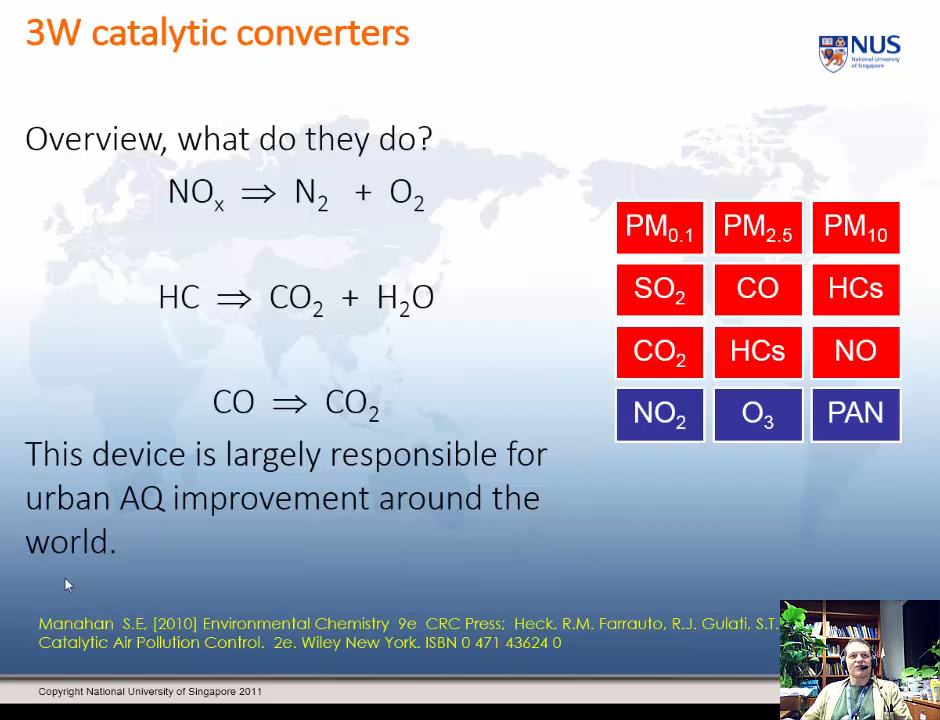 3W catalytic converters
NUS
National University
of Singapore
Overview, what do they do?
NOₓ ⇒ N₂ + O₂
HC ⇒ CO₂ + H₂O
CO ⇒ CO₂
This device is largely responsible for
urban AQ improvement around the
world.
PM₀.₁ PM₂.₅ PM₁₀
SO₂ CO HCs
CO₂ HCs NO
NO₂ O₃ PAN
Manahan S.E, [2010] Environmental Chemistry 9e CRC Press; Heck, R.M. Farrauto, R.J. Gulati, S.T.
Catalytic Air Pollution Control. 2e. Wiley New York. ISBN 0 471 43624 0
Copyright National University of Singapore 2011